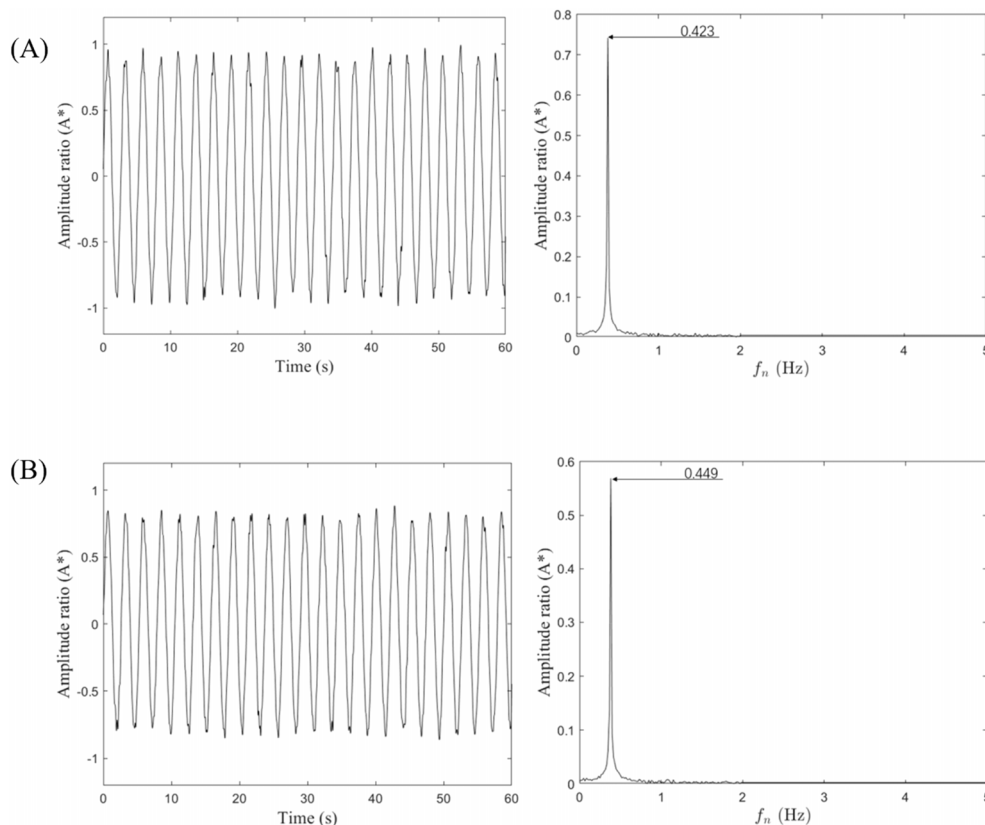 (A)
1
0.5
0
-0.5
-1
Amplitude ratio (A*)
0 10 20 30 40 50 60
Time (s)
0.8
0.7
0.6
0.5
0.4
0.3
0.2
0.1
0
Amplitude ratio (A*)
0.423
0 1 2 3 4 5
fₙ (Hz)
(B)
1
0.5
0
-0.5
-1
Amplitude ratio (A*)
0 10 20 30 40 50 60
Time (s)
0.6
0.5
0.4
0.3
0.2
0.1
0
Amplitude ratio (A*)
0.449
0 1 2 3 4 5
fₙ (Hz)